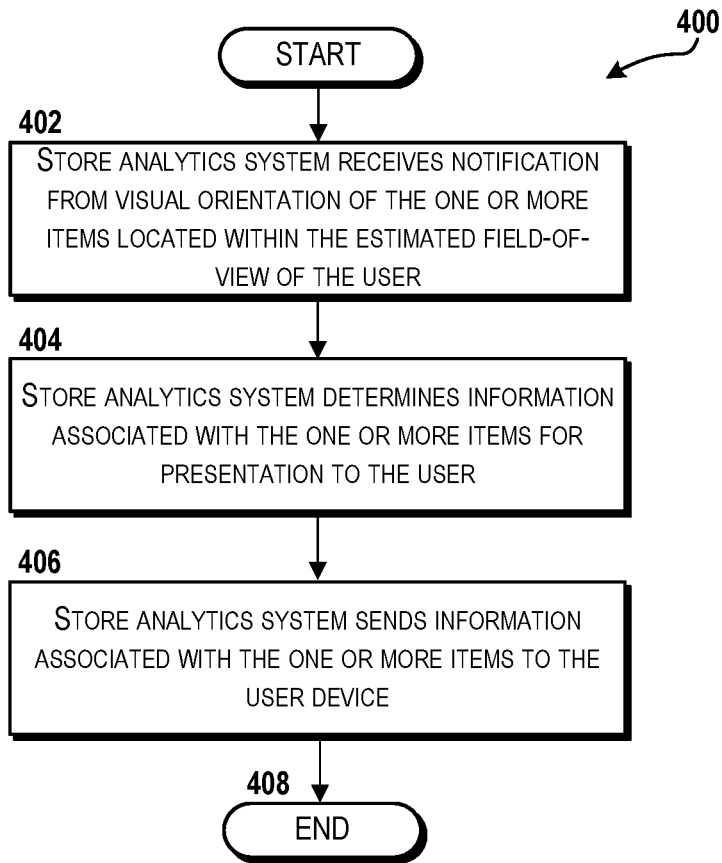 400
START
402
STORE ANALYTICS SYSTEM RECEIVES NOTIFICATION
FROM VISUAL ORIENTATION OF THE ONE OR MORE
ITEMS LOCATED WITHIN THE ESTIMATED FIELD-OF-
VIEW OF THE USER
404
STORE ANALYTICS SYSTEM DETERMINES INFORMATION
ASSOCIATED WITH THE ONE OR MORE ITEMS FOR
PRESENTATION TO THE USER
406
STORE ANALYTICS SYSTEM SENDS INFORMATION
ASSOCIATED WITH THE ONE OR MORE ITEMS TO THE
USER DEVICE
408
END